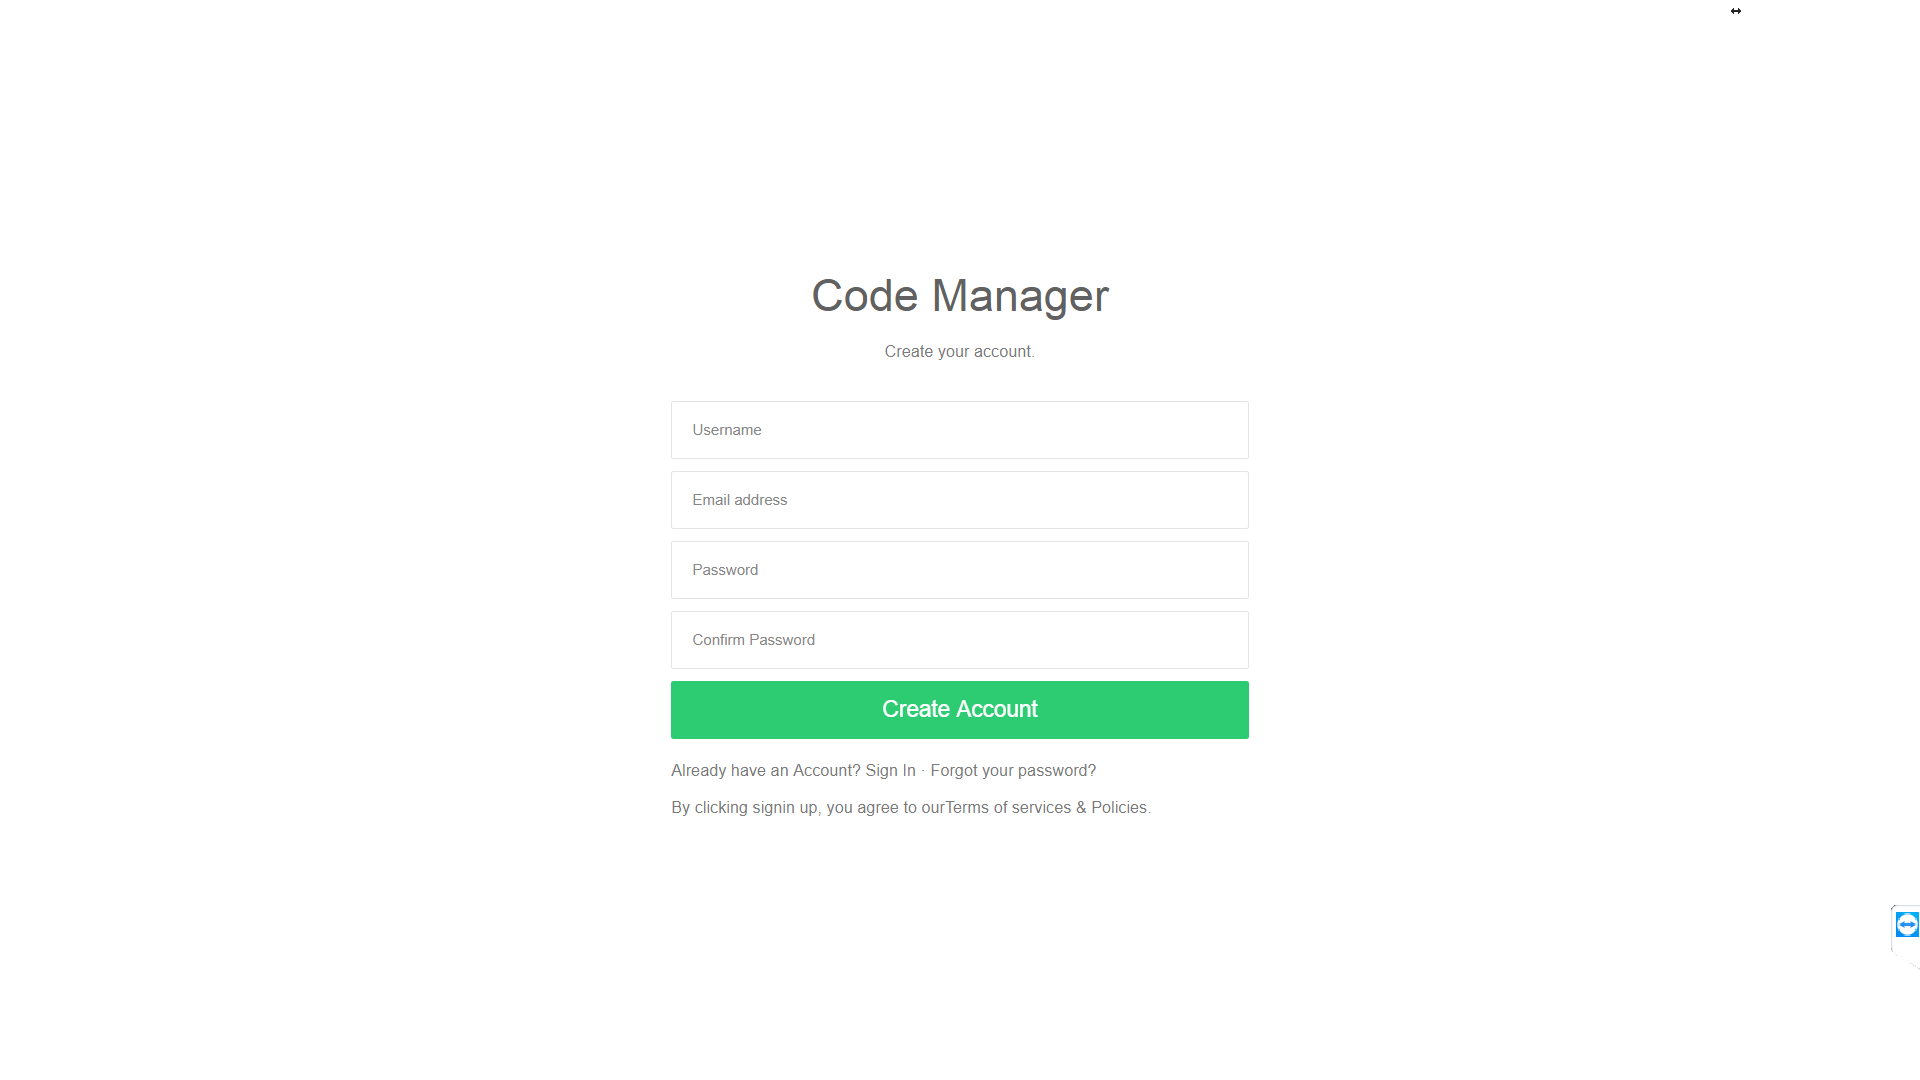 Code Manager
Create your account.
Username
Email address
Password
Confirm Password
Create Account
Already have an Account? Sign In · Forgot your password?
By clicking signin up, you agree to ourTerms of services & Policies.